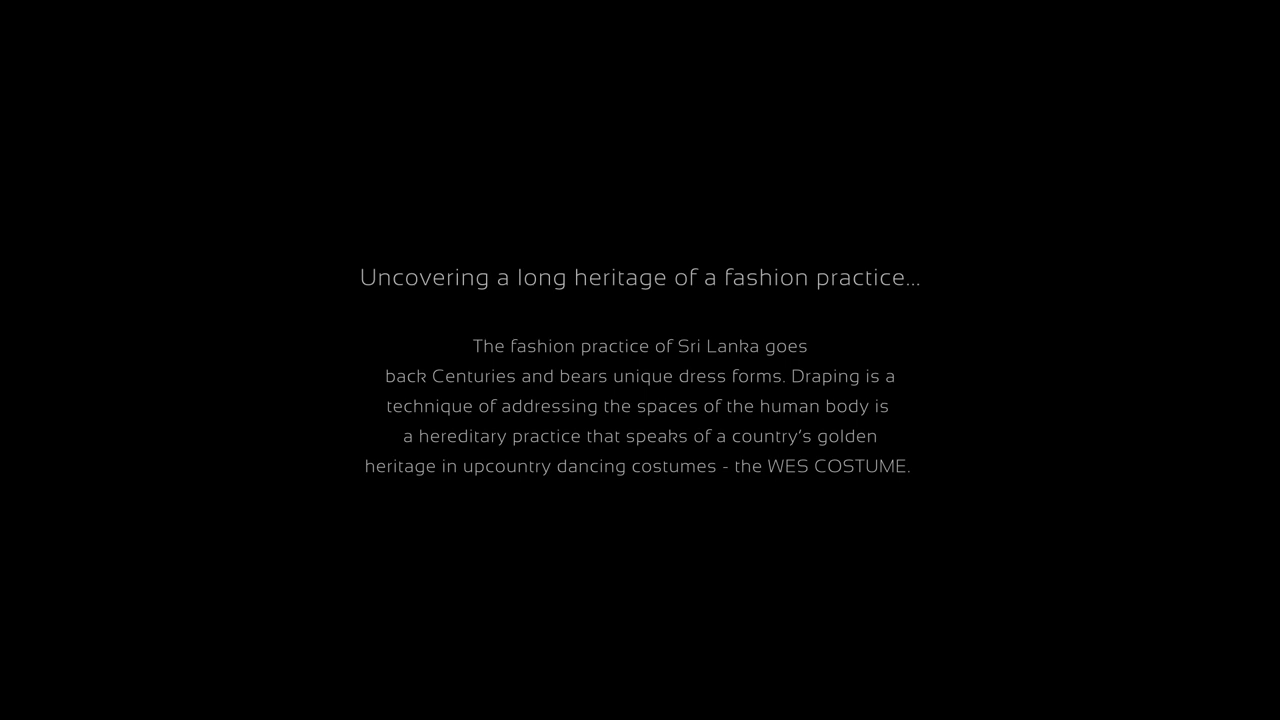 Uncovering a long heritage of a fashion practice...
The fashion practice of Sri Lanka goes
back Centuries and bears unique dress forms. Draping is a
technique of addressing the spaces of the human body is
a hereditary practice that speaks of a country's golden
heritage in upcountry dancing costumes - the WES COSTUME.